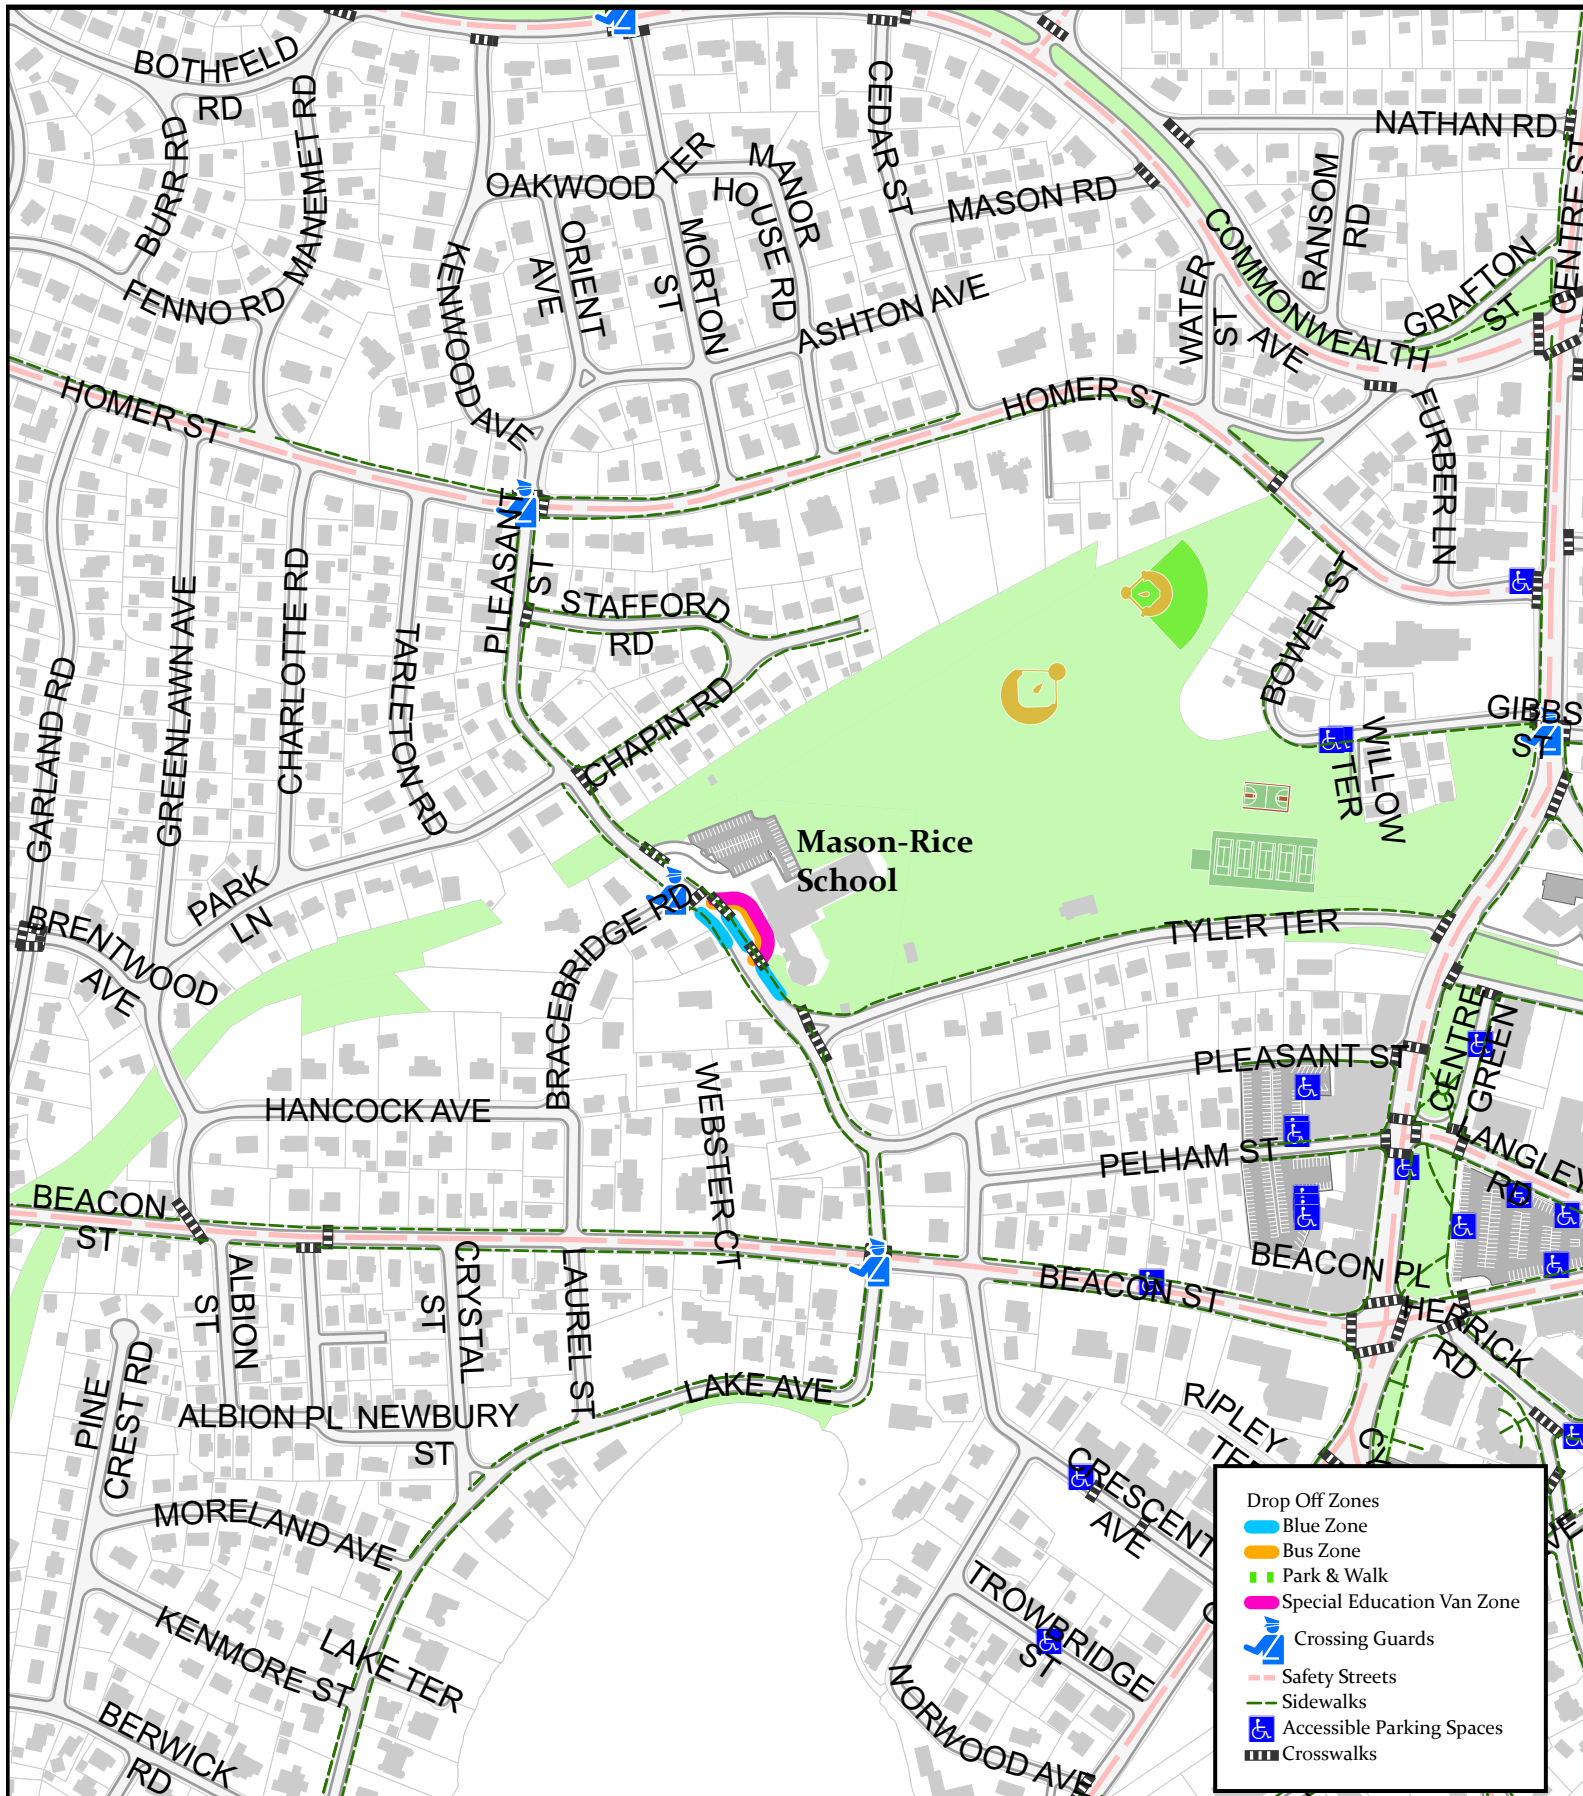 BOTHFELD
RD
BURR RD
MANEMET RD
FENNO RD
OAKWOOD TER
MANOR
HOUSE RD
CEDAR ST
MASON RD
NATHAN RD
RANSOM
RD
CENTRE ST
GRAFTON
ST
COMMONWEALTH
AVE
WATER
ST
KENWOOD AVE
ORIENT
AVE
MORTON
ST
ASHTON AVE
HOMER ST
HOMER ST
FURBER LN
PLEASANT
ST
STAFFORD
RD
CHAPIN RD
GARLAND RD
GREENLAWN AVE
CHARLOTTE RD
TARLETON RD
BOWEN ST
GIBBS
ST
WILLOW
TER
Mason-Rice
School
PARK
LN
BRENTWOOD
AVE
BRACEBRIDGE RD
TYLER TER
CENTRE
GREEN
PLEASANT ST
HANCOCK AVE
WEBSTER CT
PELHAM ST
LANGLEY
RD
BEACON
ST
BEACON PL
BEACON ST
HERRICK
RD
ALBION
ST
CRYSTAL
ST
LAUREL ST
PINE
CREST RD
LAKE AVE
ALBION PL
NEWBURY
ST
RIPLEY
CRESCENT
AVE
MORELAND AVE
KENMORE ST
LAKE TER
BERWICK
RD
TROWBRIDGE
ST
NORWOOD AVE
Drop Off Zones
Blue Zone
Bus Zone
Park & Walk
Special Education Van Zone
Crossing Guards
Safety Streets
Sidewalks
Accessible Parking Spaces
Crosswalks